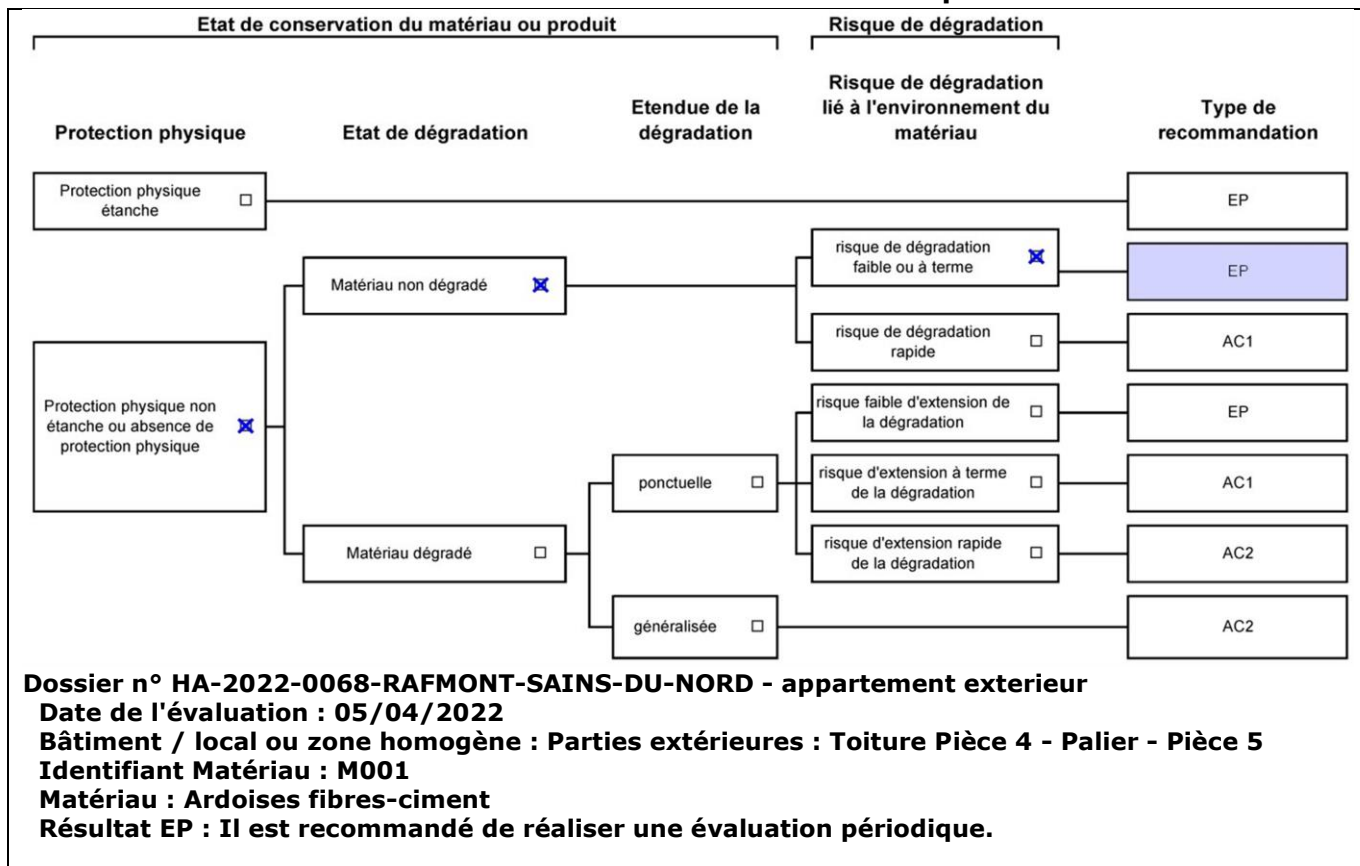 Etat de conservation du matériau ou produit
Risque de dégradation
Protection physique
Etat de dégradation
Etendue de la
dégradation
Risque de dégradation
lié à l'environnement du
matériau
Type de
recommandation
Protection physique
étanche
EP
risque de dégradation
faible ou à terme
EP
Matériau non dégradé
risque de dégradation
rapide
AC1
Protection physique non
étanche ou absence de
protection physique
risque faible d'extension de
la dégradation
EP
ponctuelle
risque d'extension à terme
de la dégradation
AC1
Matériau dégradé
risque d'extension rapide
de la dégradation
AC2
généralisée
AC2
Dossier n° HA-2022-0068-RAFMONT-SAINS-DU-NORD - appartement exterieur
Date de l'évaluation : 05/04/2022
Bâtiment / local ou zone homogène : Parties extérieures : Toiture Pièce 4 - Palier - Pièce 5
Identifiant Matériau : M001
Matériau : Ardoises fibres-ciment
Résultat EP : Il est recommandé de réaliser une évaluation périodique.